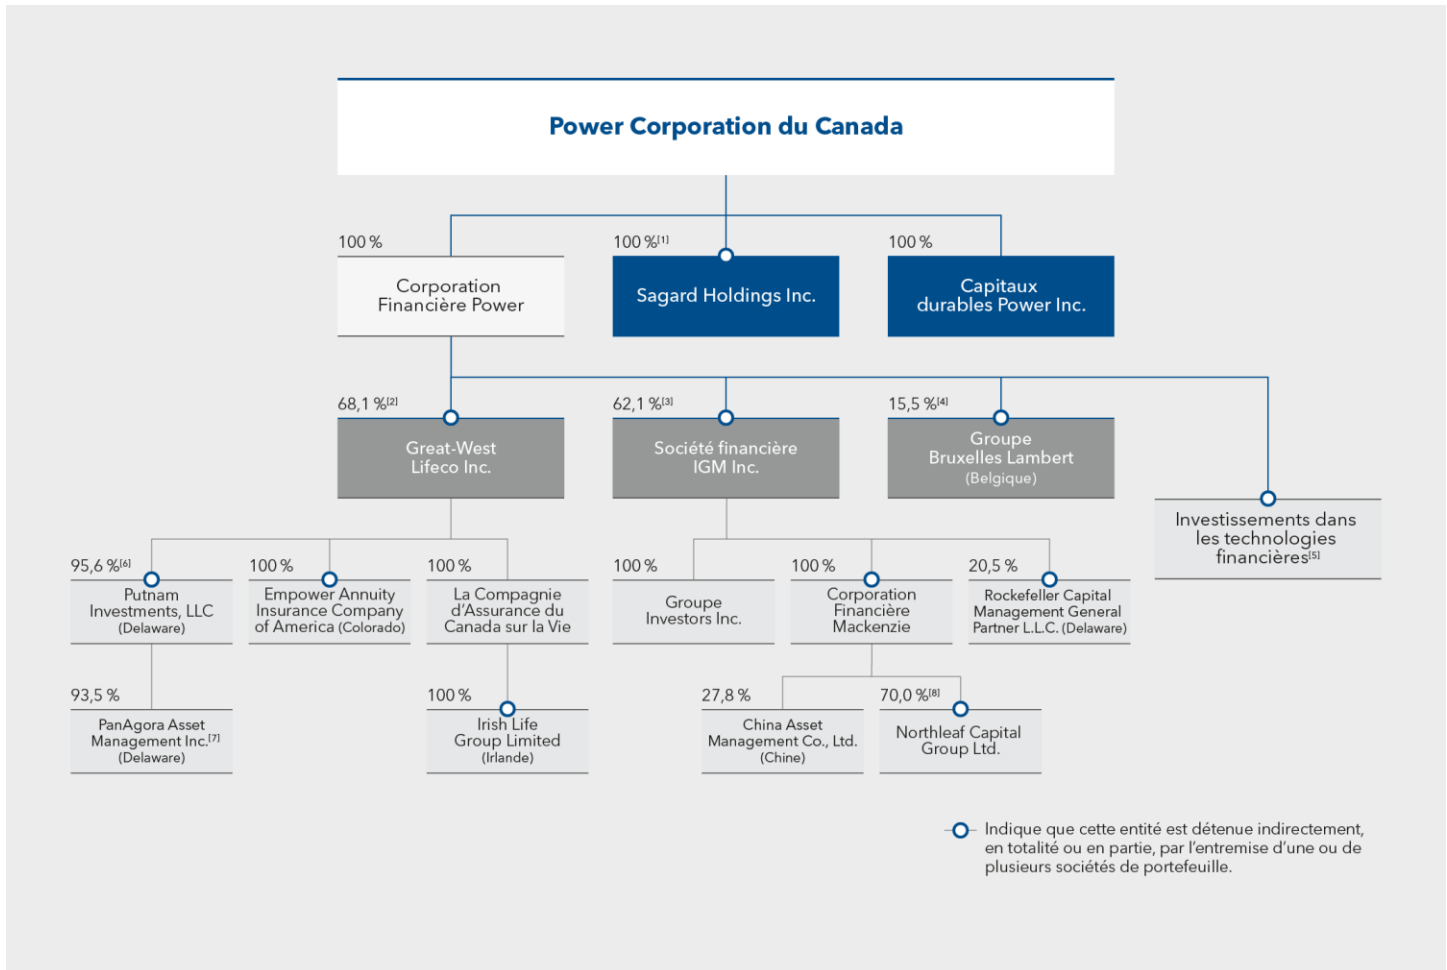 Power Corporation du Canada
100 %
100 %[1]
100 %
Corporation
Financière Power
Sagard Holdings Inc.
Capitaux
durables Power Inc.
68,1 %[2]
62,1 %[3]
15,5 %[4]
Great-West
Lifeco Inc.
Société financière
IGM Inc.
Groupe
Bruxelles Lambert
(Belgique)
Investissements dans
les technologies
financières[5]
95,6 %[6]
100 %
100 %
100 %
100 %
20,5 %
Putnam
Investments, LLC
(Delaware)
Empower Annuity
Insurance Company
of America (Colorado)
La Compagnie
d'Assurance du
Canada sur la Vie
Groupe
Investors Inc.
Corporation
Financière
Mackenzie
Rockefeller Capital
Management General
Partner L.L.C. (Delaware)
93,5 %
100 %
27,8 %
70,0 %[8]
PanAgora Asset
Management Inc.[7]
(Delaware)
Irish Life
Group Limited
(Irlande)
China Asset
Management Co., Ltd.
(Chine)
Northleaf Capital
Group Ltd.
Indique que cette entité est détenue indirectement,
en totalité ou en partie, par l'entremise d'une ou de
plusieurs sociétés de portefeuille.